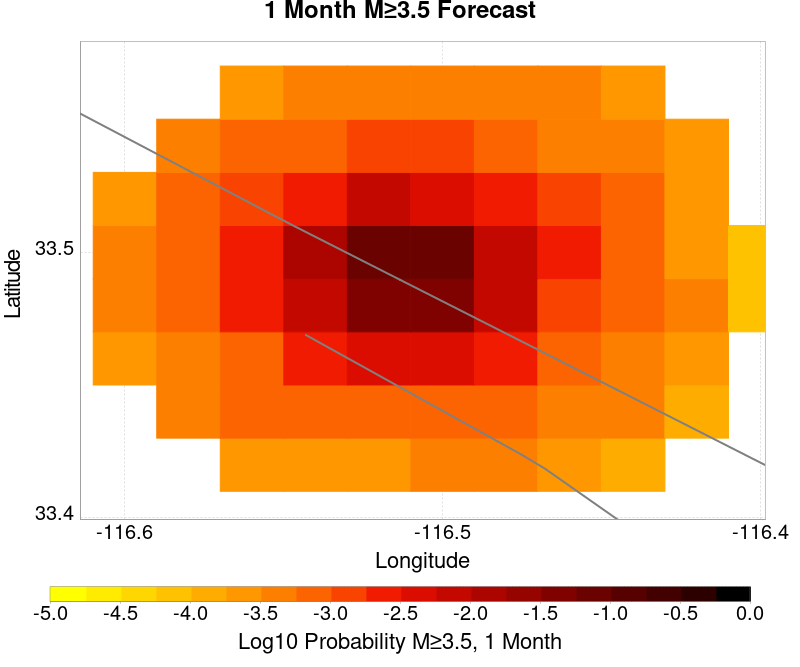 1 Month M≥3.5 Forecast
Latitude
33.5
33.4
-116.6 -116.5 -116.4
Longitude
-5.0 -4.5 -4.0 -3.5 -3.0 -2.5 -2.0 -1.5 -1.0 -0.5 0.0
Log10 Probability M≥3.5, 1 Month